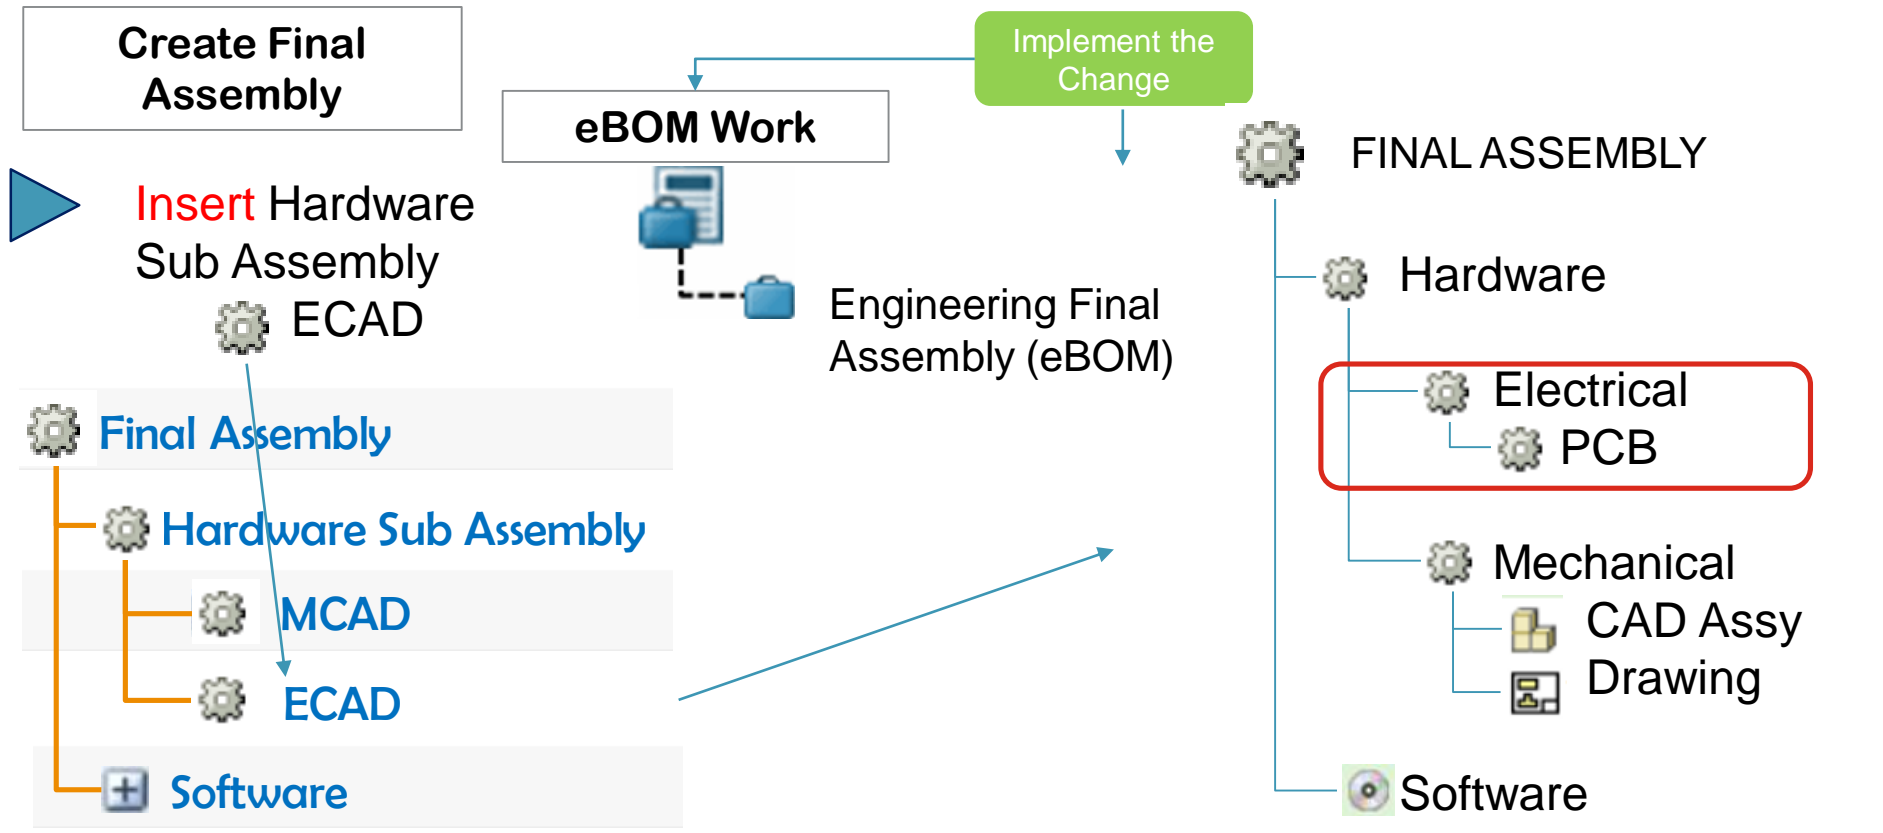 Create Final
Assembly
Implement the
Change
eBOM Work
Insert Hardware
Sub Assembly
ECAD
Engineering Final
Assembly (eBOM)
Final Assembly
Hardware Sub Assembly
MCAD
ECAD
Software
FINAL ASSEMBLY
Hardware
Electrical
PCB
Mechanical
CAD Assy
Drawing
Software